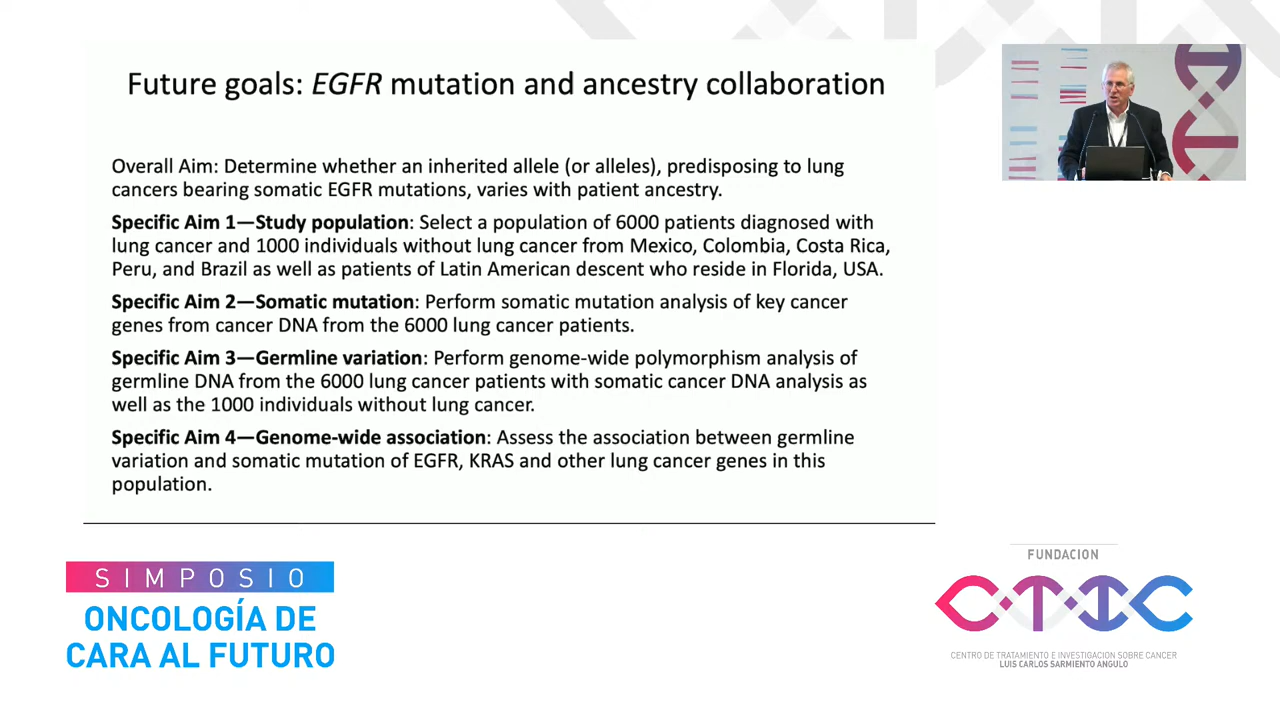 Future goals: EGFR mutation and ancestry collaboration
Overall Aim: Determine whether an inherited allele (or alleles), predisposing to lung
cancers bearing somatic EGFR mutations, varies with patient ancestry.
Specific Aim 1—Study population: Select a population of 6000 patients diagnosed with
lung cancer and 1000 individuals without lung cancer from Mexico, Colombia, Costa Rica,
Peru, and Brazil as well as patients of Latin American descent who reside in Florida, USA.
Specific Aim 2—Somatic mutation: Perform somatic mutation analysis of key cancer
genes from cancer DNA from the 6000 lung cancer patients.
Specific Aim 3—Germline variation: Perform genome-wide polymorphism analysis of
germline DNA from the 6000 lung cancer patients with somatic cancer DNA analysis as
well as the 1000 individuals without lung cancer.
Specific Aim 4—Genome-wide association: Assess the association between germline
variation and somatic mutation of EGFR, KRAS and other lung cancer genes in this
population.
SIMPOSIO
ONCOLOGÍA DE
CARA AL FUTURO
FUNDACION
CTIC
CENTRO DE TRATAMIENTO E INVESTIGACION SOBRE CANCER
LUIS CARLOS SARMIENTO ANGULO